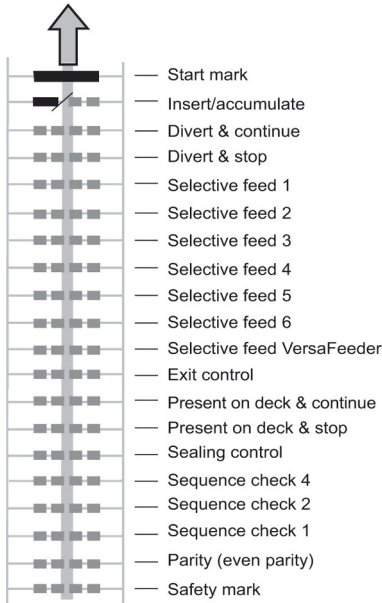 Start mark
Insert/accumulate
Divert & continue
Divert & stop
Selective feed 1
Selective feed 2
Selective feed 3
Selective feed 4
Selective feed 5
Selective feed 6
Selective feed VersaFeeder
Exit control
Present on deck & continue
Present on deck & stop
Sealing control
Sequence check 4
Sequence check 2
Sequence check 1
Parity (even parity)
Safety mark